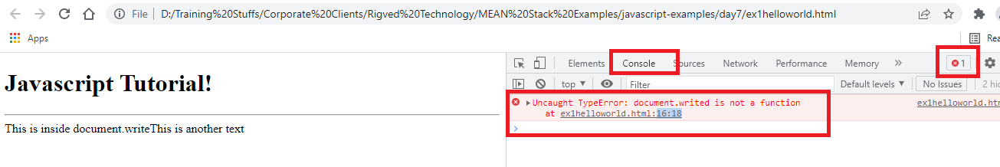 File | D:/Training%20Stuffs/Corporate%20Clients/Rigved%20Technology/MEAN%20Stack%20Examples/javascript-examples/day7/ex1helloworld.html
Apps
Rea
Elements Console Sources Network Performance Memory » 1
top Filter Default levels No Issues 2 hid
Javascript Tutorial!
This is inside document.writeThis is another text
Uncaught TypeError: document.writed is not a function ex1helloworld.htm
at ex1helloworld.html:16:18